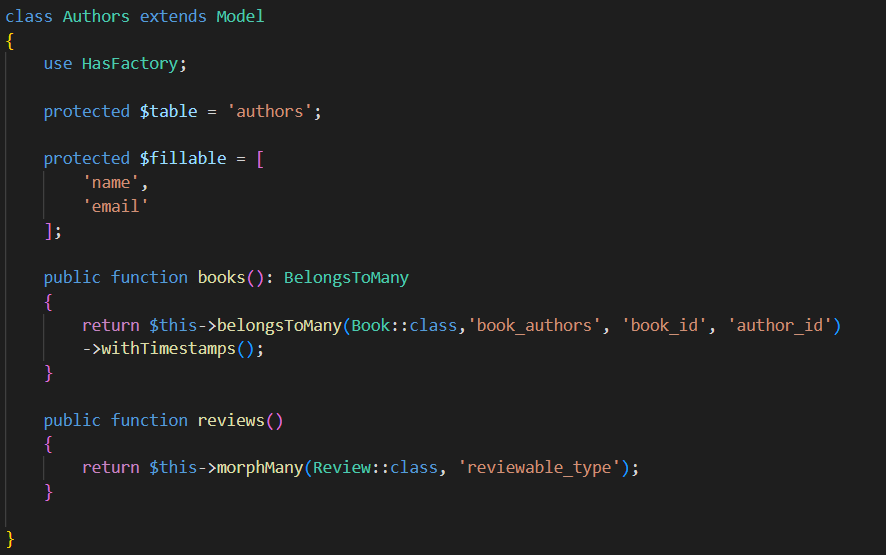 class Authors extends Model
{
    use HasFactory;

    protected $table = 'authors';

    protected $fillable = [
        'name',
        'email'
    ];

    public function books(): BelongsToMany
    {
        return $this->belongsToMany(Book::class,'book_authors', 'book_id', 'author_id')
        ->withTimestamps();
    }

    public function reviews()
    {
        return $this->morphMany(Review::class, 'reviewable_type');
    }

}